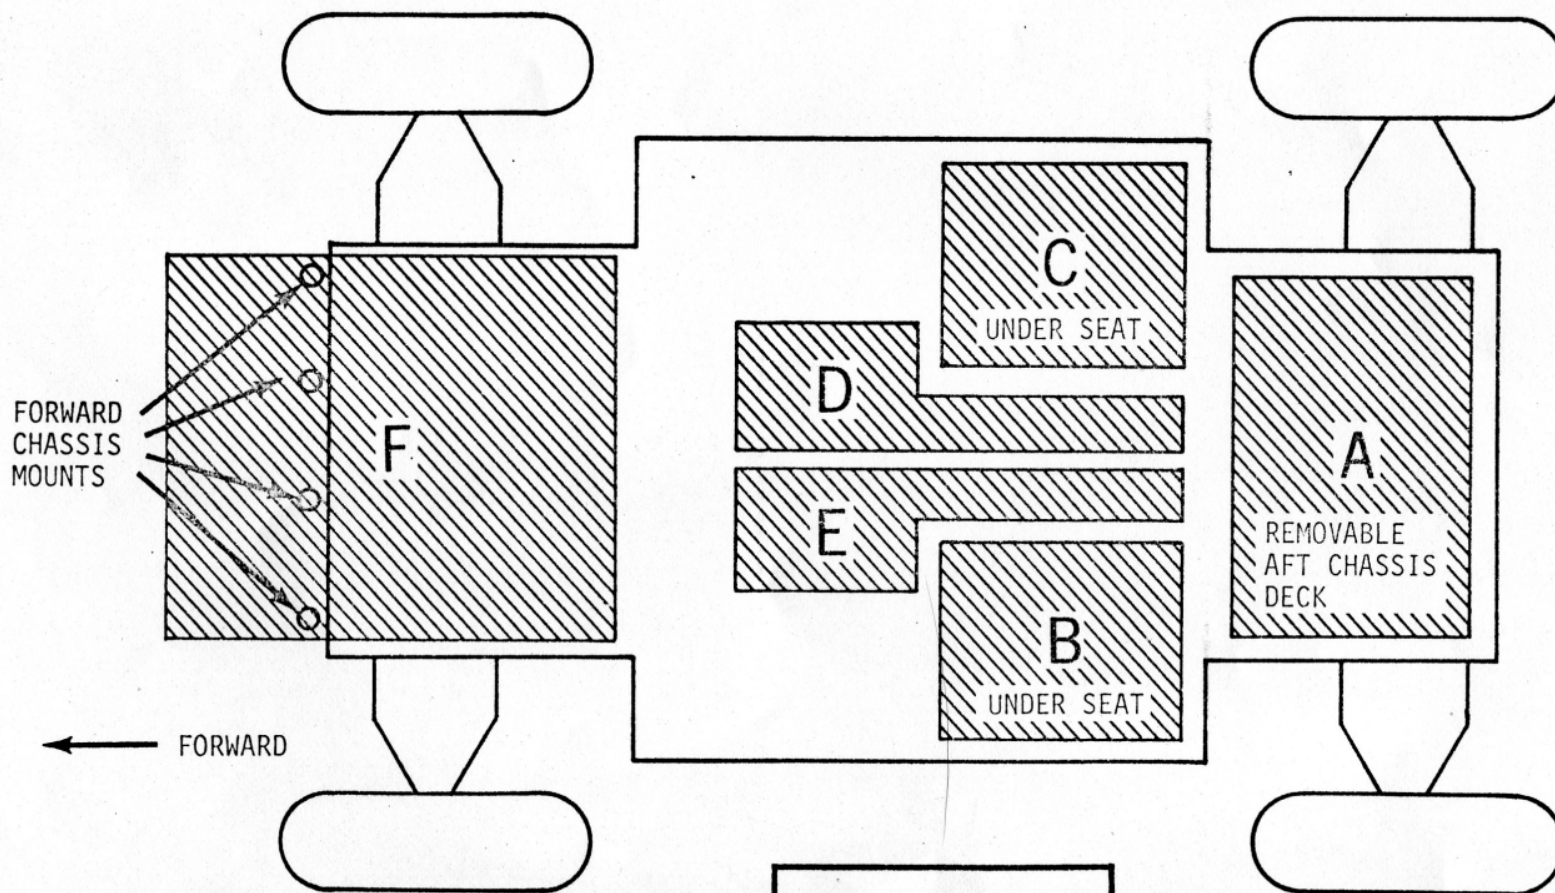 C
UNDER SEAT
D
FORWARD
CHASSIS
MOUNTS
F
A
E
REMOVABLE
AFT CHASSIS
DECK
B
UNDER SEAT
FORWARD